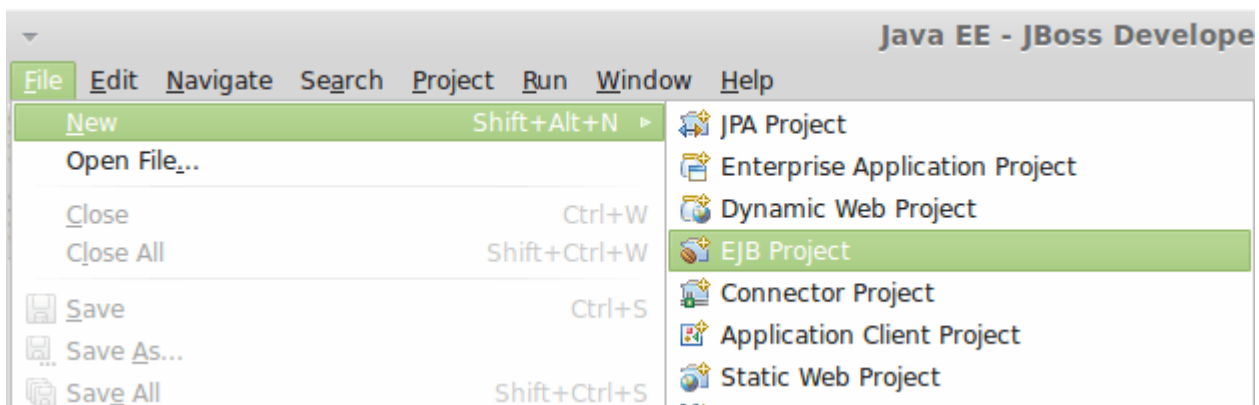 Java EE - JBoss Develope
File Edit Navigate Search Project Run Window Help
New Shift+Alt+N
Open File...
Close Ctrl+W
Close All Shift+Ctrl+W
Save Ctrl+S
Save As...
Save All Shift+Ctrl+S
JPA Project
Enterprise Application Project
Dynamic Web Project
EJB Project
Connector Project
Application Client Project
Static Web Project